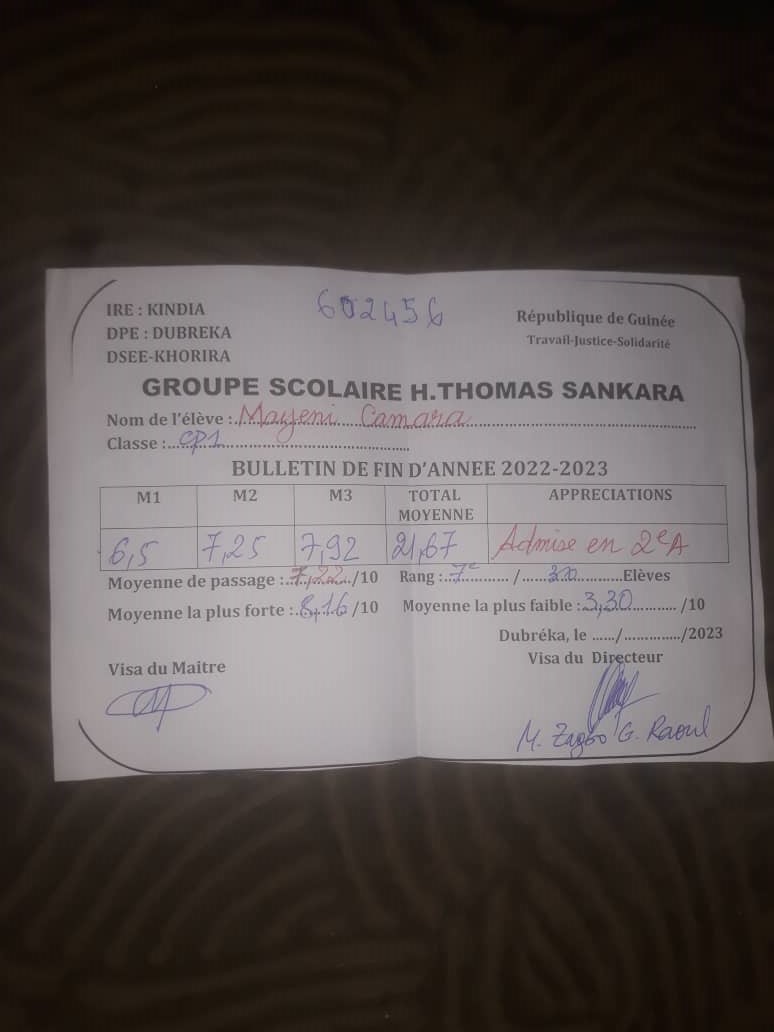 602456
IRE : KINDIA
République de Guinée
DPE : DUBREKA
Travail-Justice-Solidarité
DSEE-KHORIRA
GROUPE SCOLAIRE H.THOMAS SANKARA
Nom de l'élève : Mayeni Camara
Classe : CP1
BULLETIN DE FIN D'ANNEE 2022-2023
M1 M2 M3 TOTAL MOYENNE APPRECIATIONS
6,5 7,25 7,92 21,67 Admise en 2eA
Moyenne de passage : 7,22 /10 Rang : 7e / Elèves
Moyenne la plus forte : 8,16 /10 Moyenne la plus faible : 3,30 /10
Dubréka, le ....../............../2023
Visa du Maitre
Visa du Directeur
M. Zagbo G. Raoul